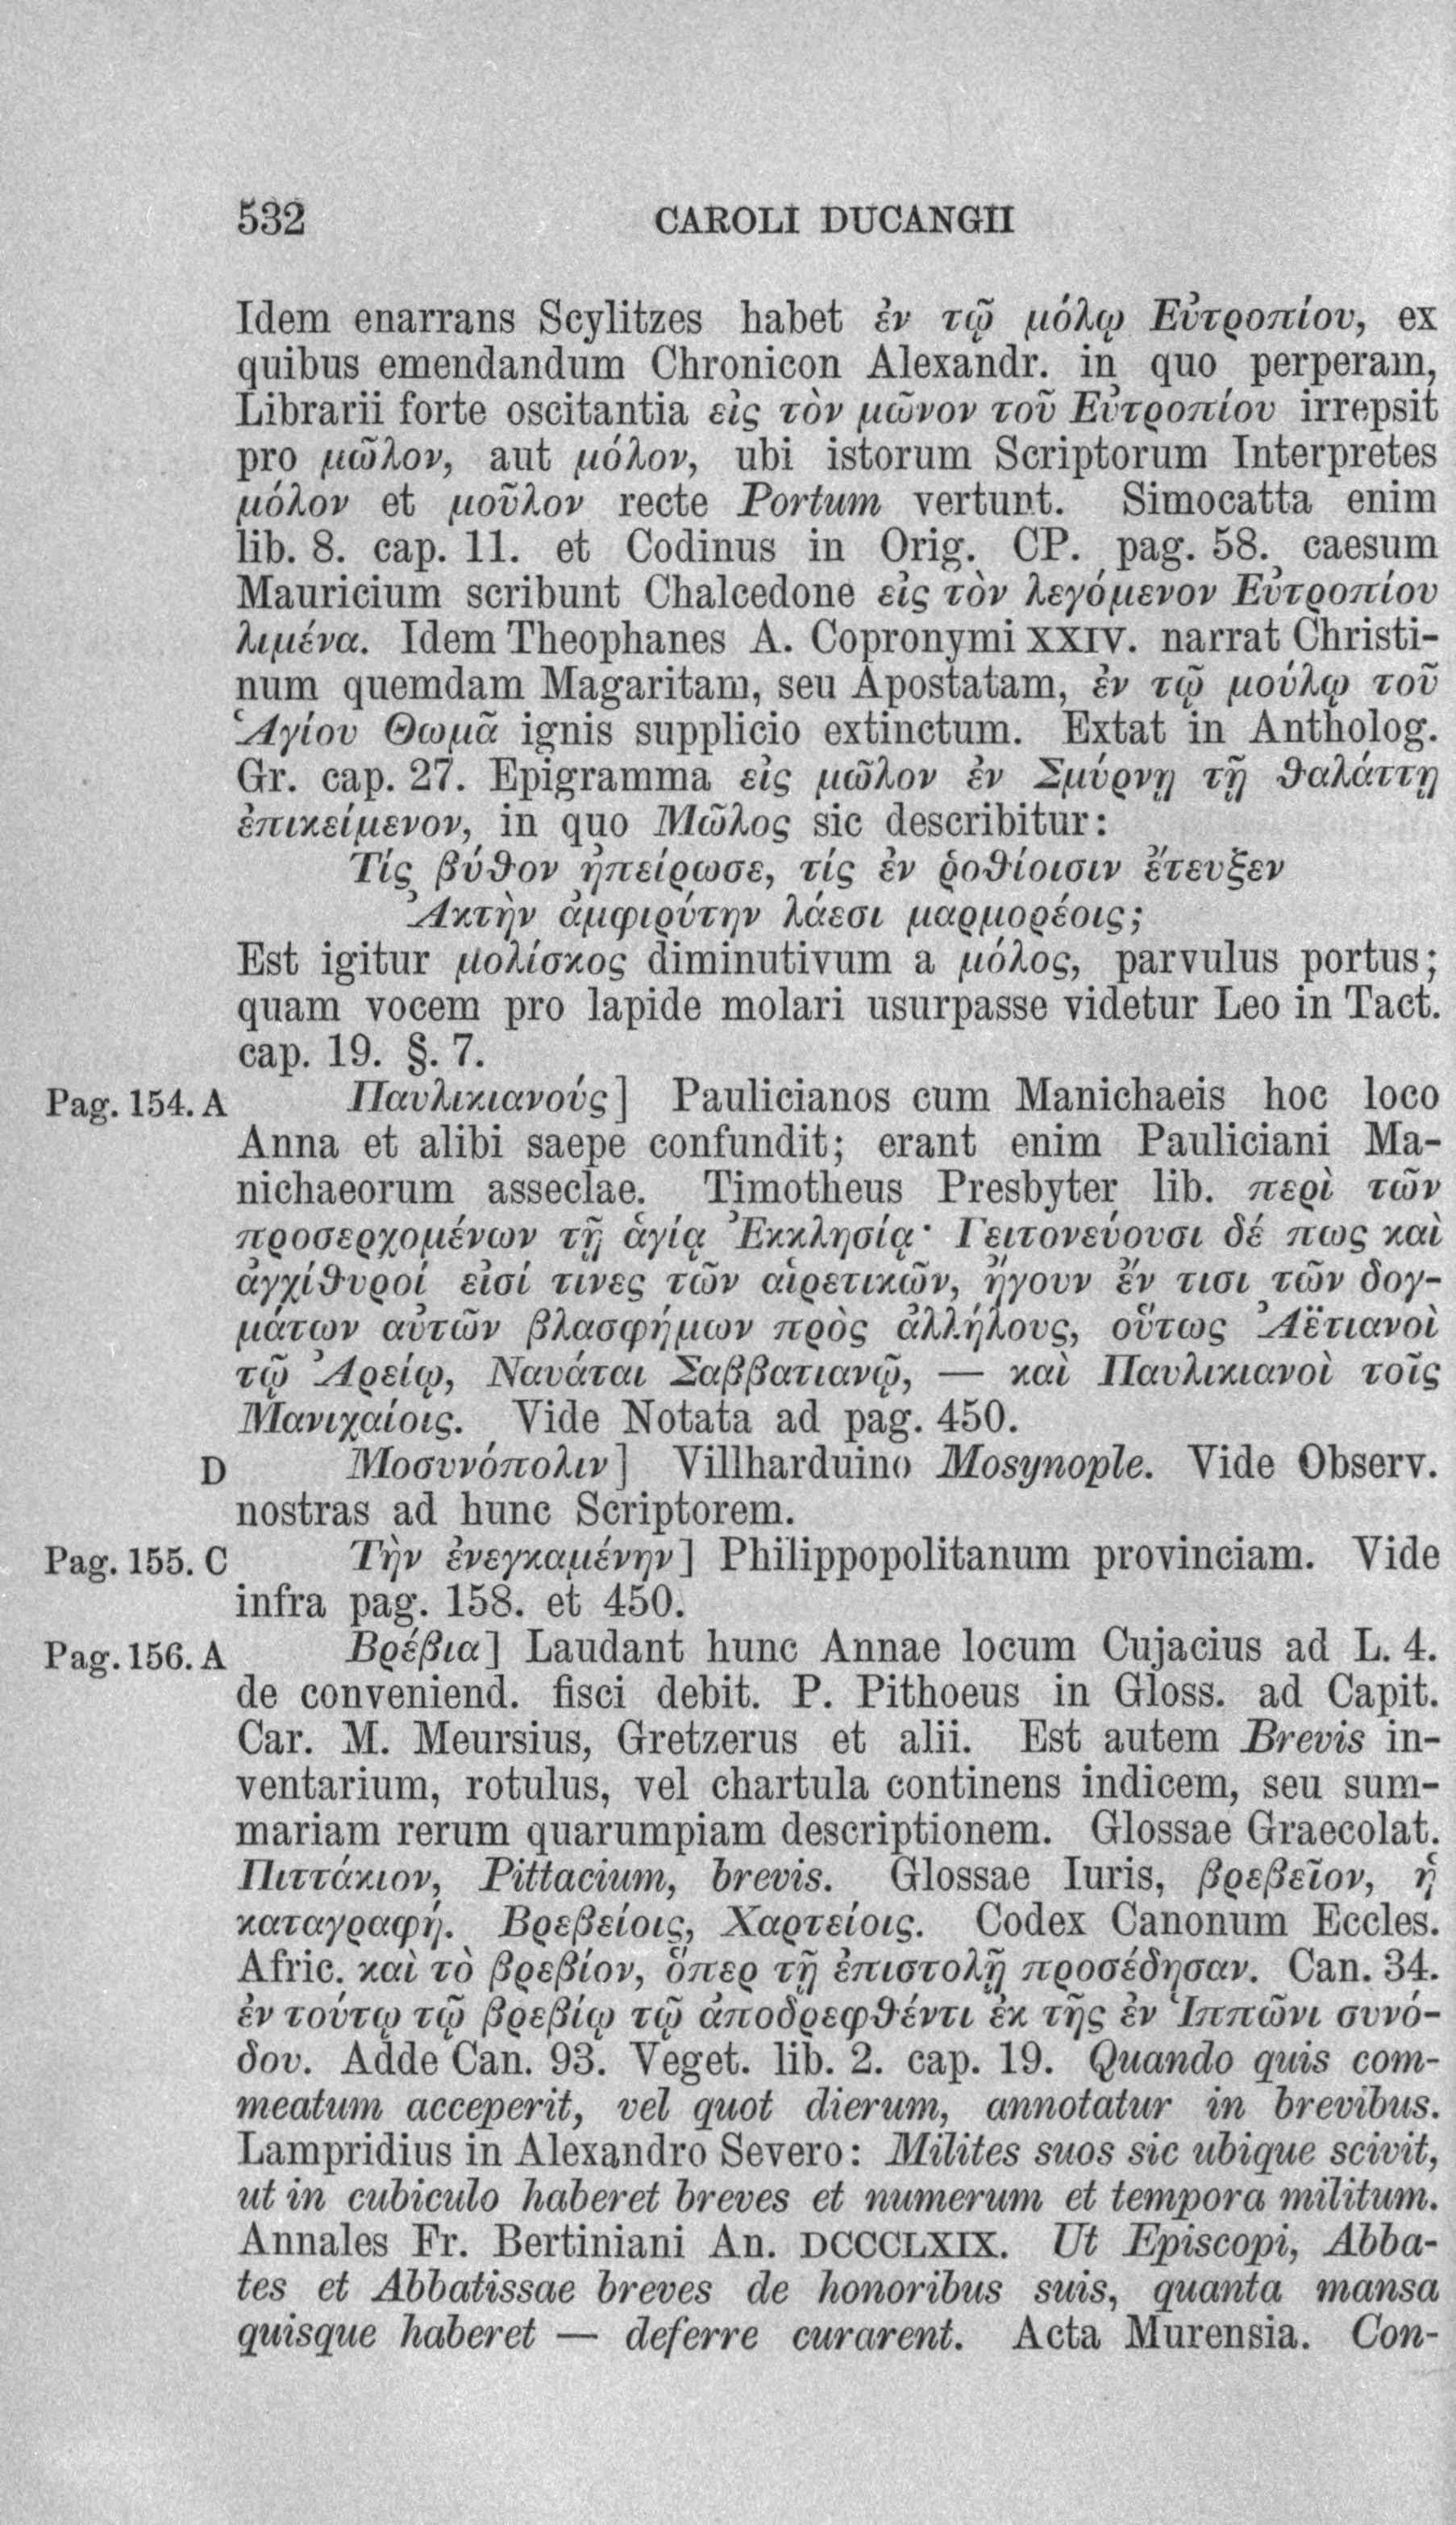 532 CAROLI DUCANGII
Idem enarrans Scylitzes habet ἐν τῷ μόλῳ Εὐτροπίου, ex
quibus emendandum Chronicon Alexandr. in quo perperam,
Librarii forte oscitantia εἰς τὸν μῶνον τοῦ Εὐτροπίου irrepsit
pro μῶλον, aut μόλον, ubi istorum Scriptorum Interpretes
μόλον et μοῦλον recte Portum vertunt. Simocatta enim
lib. 8. cap. 11. et Codinus in Orig. CP. pag. 58. caesum
Mauricium scribunt Chalcedone εἰς τὸν λεγόμενον Εὐτροπίου
λιμένα. Idem Theophanes A. Copronymi XXIV. narrat Christi-
num quemdam Magaritam, seu Apostatam, ἐν τῷ μούλῳ τοῦ
Ἁγίου Θωμᾶ ignis supplicio extinctum. Extat in Antholog.
Gr. cap. 27. Epigramma εἰς μῶλον ἐν Σμύρνῃ τῇ θαλάττῃ
ἐπικείμενον, in quo Μῶλος sic describitur:
Τίς βύθον ἠπείρωσε, τίς ἐν ῥοθίοισιν ἔτευξεν
Ἀκτὴν ἀμφιρύτην λάεσι μαρμορέοις;
Est igitur μολίσκος diminutivum a μόλος, parvulus portus;
quam vocem pro lapide molari usurpasse videtur Leo in Tact.
cap. 19. §. 7.
Pag. 154. A Παυλικιανούς] Paulicianos cum Manichaeis hoc loco
Anna et alibi saepe confundit; erant enim Pauliciani Ma-
nichaeorum asseclae. Timotheus Presbyter lib. περὶ τῶν
προσερχομένων τῇ ἁγίᾳ Ἐκκλησίᾳ· Γειτονεύουσι δέ πως καὶ
ἀγχίθυροί εἰσί τινες τῶν αἱρετικῶν, ἤγουν ἔν τισι τῶν δογ-
μάτων αὐτῶν βλασφήμων πρὸς ἀλλήλους, οὕτως Ἀϊτιανοὶ
τῷ Ἀρείῳ, Ναυάται Σαββατιανῷ, — καὶ Παυλικιανοὶ τοῖς
Μανιχαίοις. Vide Notata ad pag. 450.
D Μοσυνόπολιν] Villharduino Mosynople. Vide Observ.
nostras ad hunc Scriptorem.
Pag. 155. C Τὴν ἐνεγκαμένην] Philippopolitanum provinciam. Vide
infra pag. 158. et 450.
Pag. 156. A Βρέβια] Laudant hunc Annae locum Cujacius ad L. 4.
de conveniend. fisci debit. P. Pithoeus in Gloss. ad Capit.
Car. M. Meursius, Gretzerus et alii. Est autem Brevis in-
ventarium, rotulus, vel chartula continens indicem, seu sum-
mariam rerum quarumpiam descriptionem. Glossae Graecolat.
Πιττάκιον, Pittacium, brevis. Glossae Iuris, βρεβεῖον, ἡ
καταγραφή. Βρεβείοις, Χαρτείοις. Codex Canonum Eccles.
Afric. καὶ τὸ βρεβίον, ὅπερ τῇ ἐπιστολῇ προσέδησαν. Can. 34.
ἐν τούτῳ τῷ βρεβίῳ τῷ ἀποδρεφθέντι ἐκ τῆς ἐν Ἱππῶνι συνό-
δου. Adde Can. 93. Veget. lib. 2. cap. 19. Quando quis com-
meatum acceperit, vel quot dierum, annotatur in brevibus.
Lampridius in Alexandro Severo: Milites suos sic ubique scivit,
ut in cubiculo haberet breves et numerum et tempora militum.
Annales Fr. Bertiniani An. DCCCLXIX. Ut Episcopi, Abba-
tes et Abbatissae breves de honoribus suis, quanta mansa
quisque haberet — deferre curarent. Acta Murensia. Con-